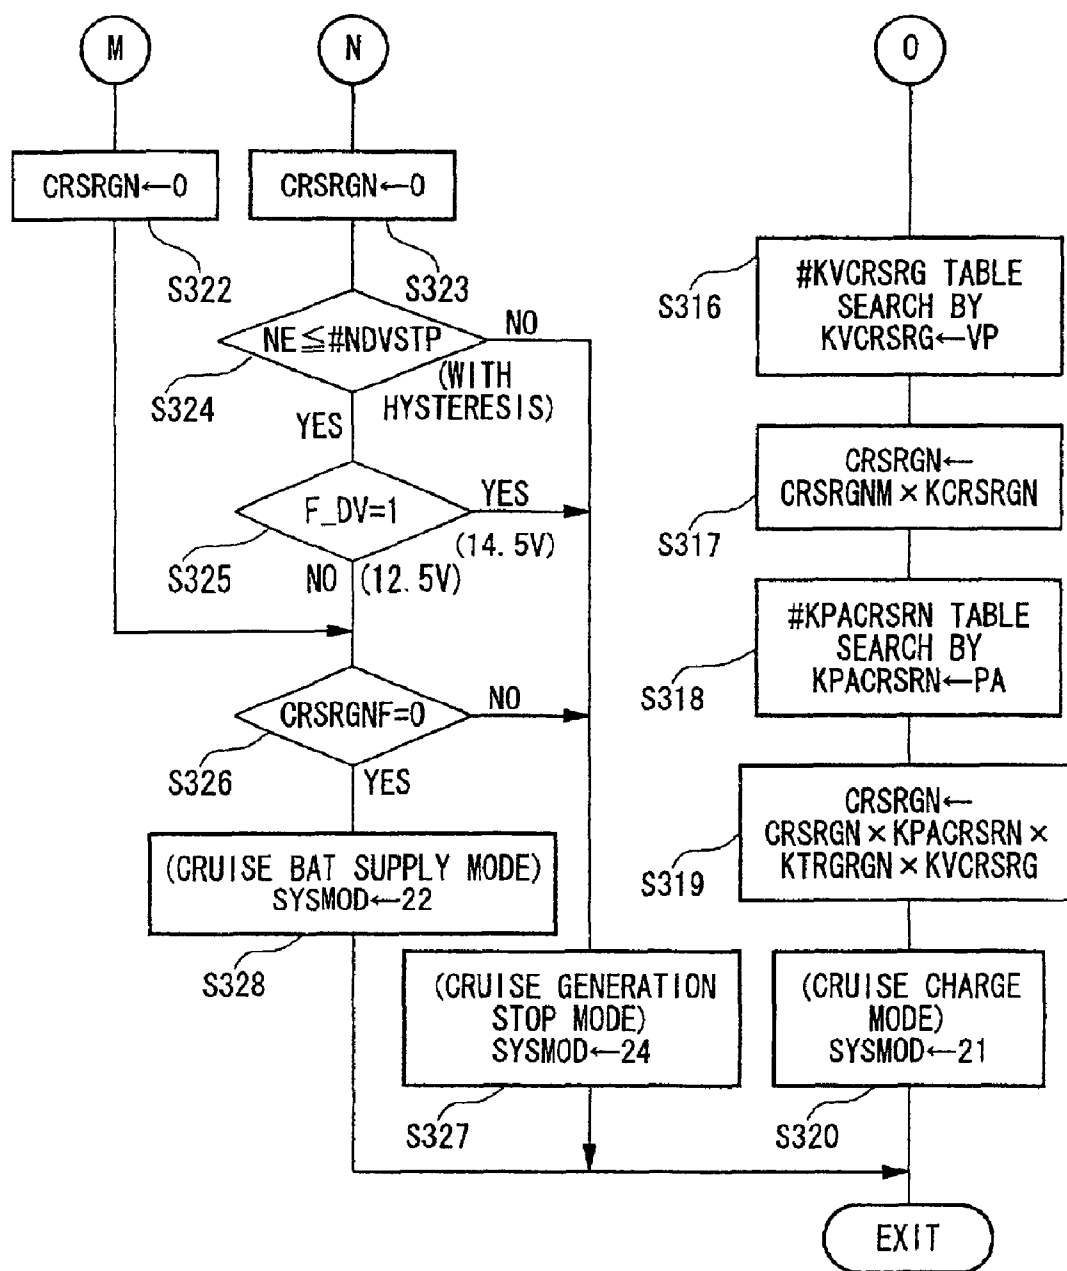 M
N
O
CRSRGN←0
CRSRGN←0
S322
S323
NE≦#NDVSTP
NO
(WITH
HYSTERESIS)
S324
YES
F_DV=1
YES
(14.5V)
S325
NO
(12.5V)
CRSRGNF=0
NO
S326
YES
(CRUISE BAT SUPPLY MODE)
SYSMOD←22
S328
(CRUISE GENERATION
STOP MODE)
SYSMOD←24
S327
#KVCRSRG TABLE
SEARCH BY
KVCRSRG←VP
S316
CRSRGN←
CRSRGNM×KCRSRGN
S317
#KPACRSRN TABLE
SEARCH BY
KPACRSRN←PA
S318
CRSRGN←
CRSRGN×KPACRSRN×
KTRGRGN×KVCRSRG
S319
(CRUISE CHARGE
MODE)
SYSMOD←21
S320
EXIT